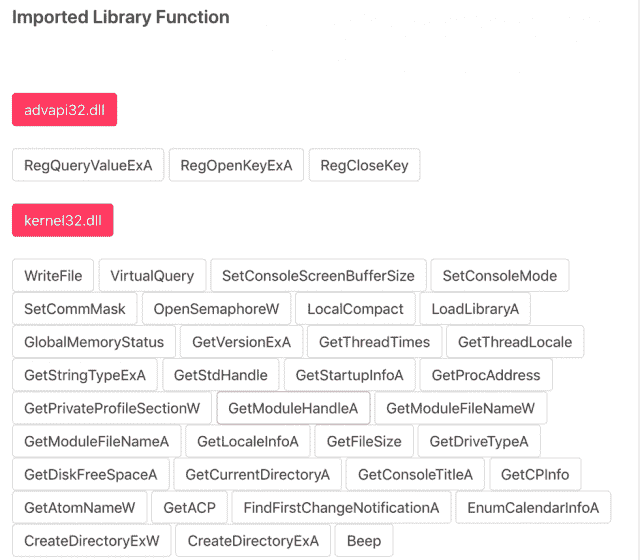 Imported Library Function
advapi32.dll
RegQueryValueExA RegOpenKeyExA RegCloseKey
kernel32.dll
WriteFile VirtualQuery SetConsoleScreenBufferSize SetConsoleMode
SetCommMask OpenSemaphoreW LocalCompact LoadLibraryA
GlobalMemoryStatus GetVersionExA GetThreadTimes GetThreadLocale
GetStringTypeExA GetStdHandle GetStartupInfoA GetProcAddress
GetPrivateProfileSectionW GetModuleHandleA GetModuleFileNameW
GetModuleFileNameA GetLocaleInfoA GetFileSize GetDriveTypeA
GetDiskFreeSpaceA GetCurrentDirectoryA GetConsoleTitleA GetCPInfo
GetAtomNameW GetACP FindFirstChangeNotificationA EnumCalendarInfoA
CreateDirectoryExW CreateDirectoryExA Beep